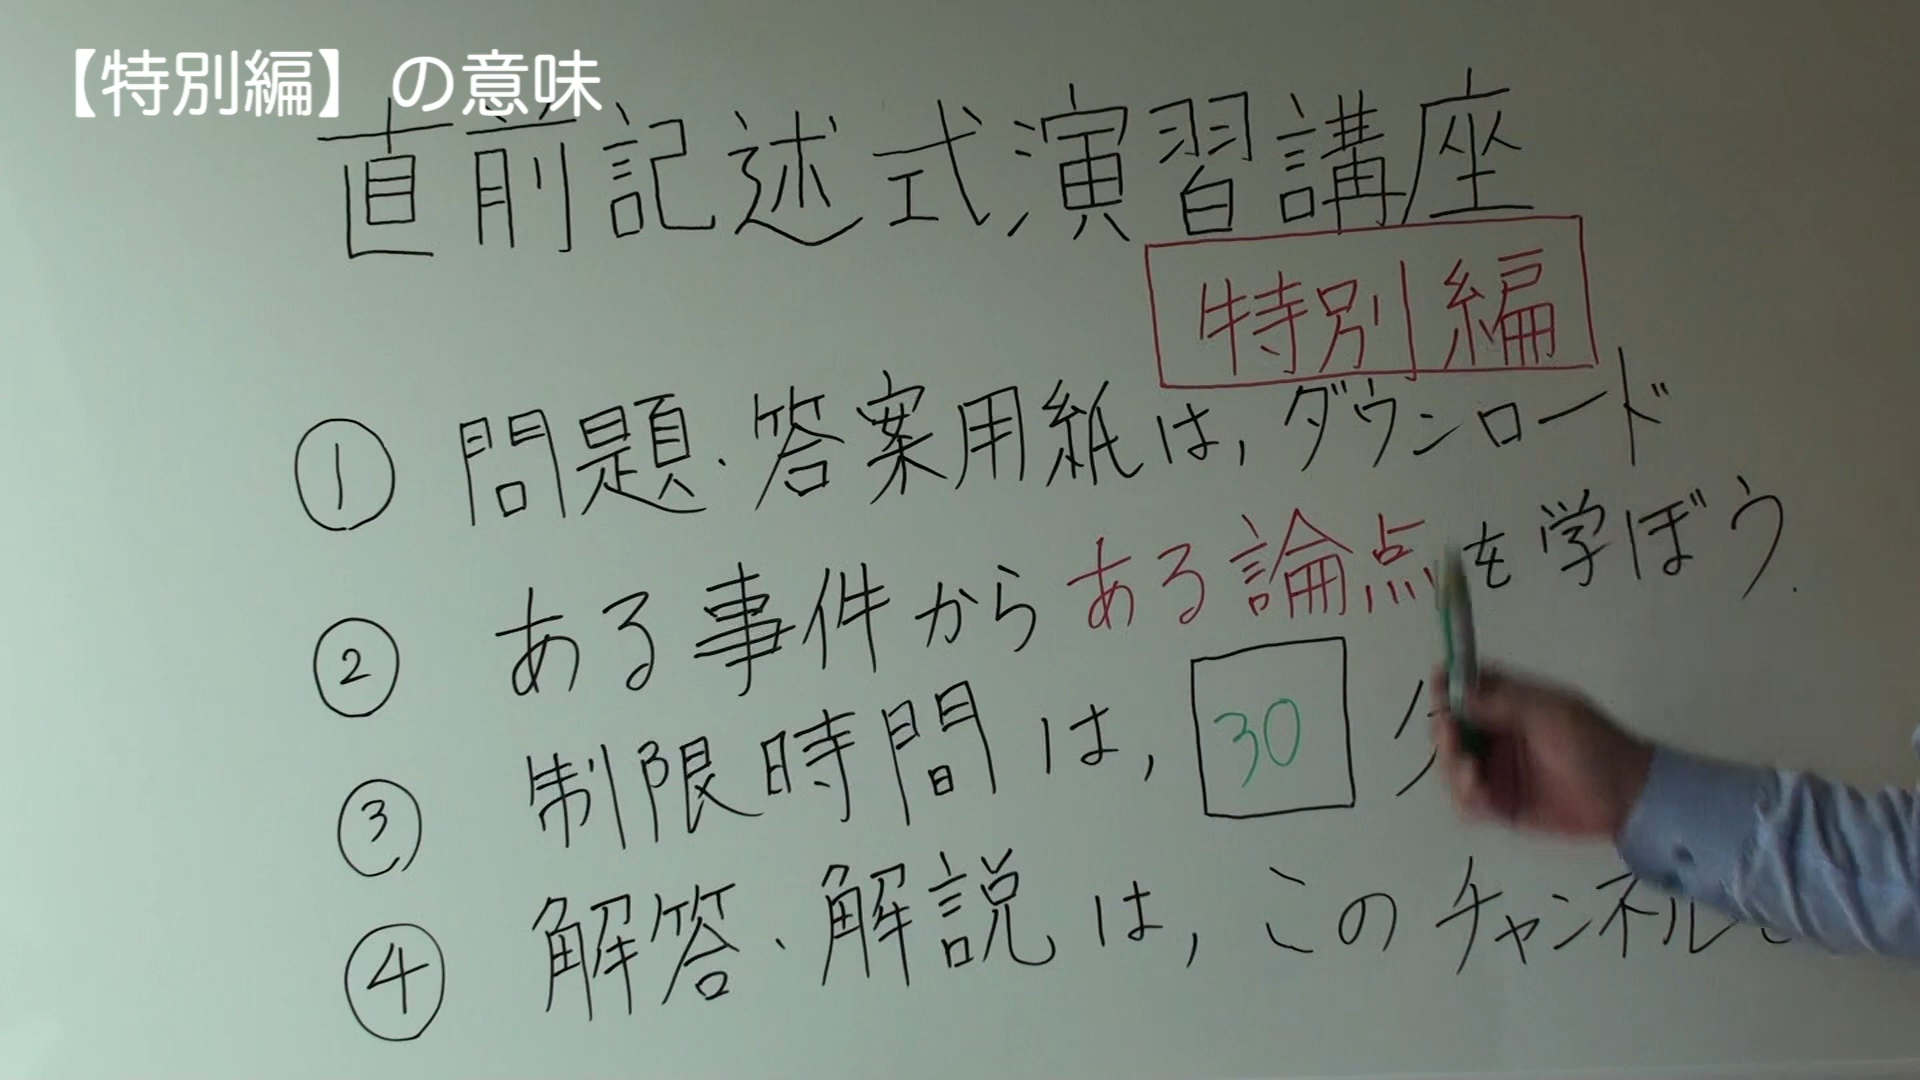 【特別編】の意味
直前記述式演習講座
特別編
① 問題・答案用紙は,ダウンロード
② ある事件からある論点を学ぼう.
③ 制限時間は, 30 分
④ 解答・解説は,このチャンネルで